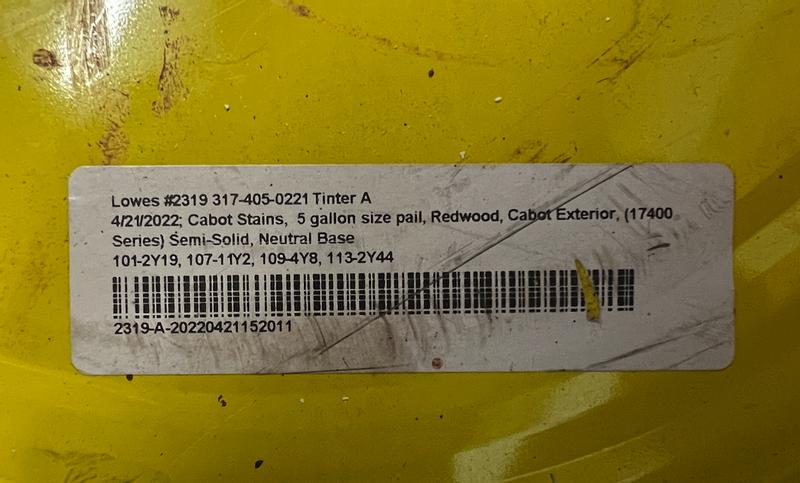 Lowes #2319 317-405-0221 Tinter A
4/21/2022; Cabot Stains, 5 gallon size pail, Redwood, Cabot Exterior, (17400
Series) Semi-Solid, Neutral Base
101-2Y19, 107-11Y2, 109-4Y8, 113-2Y44
2319-A-20220421152011